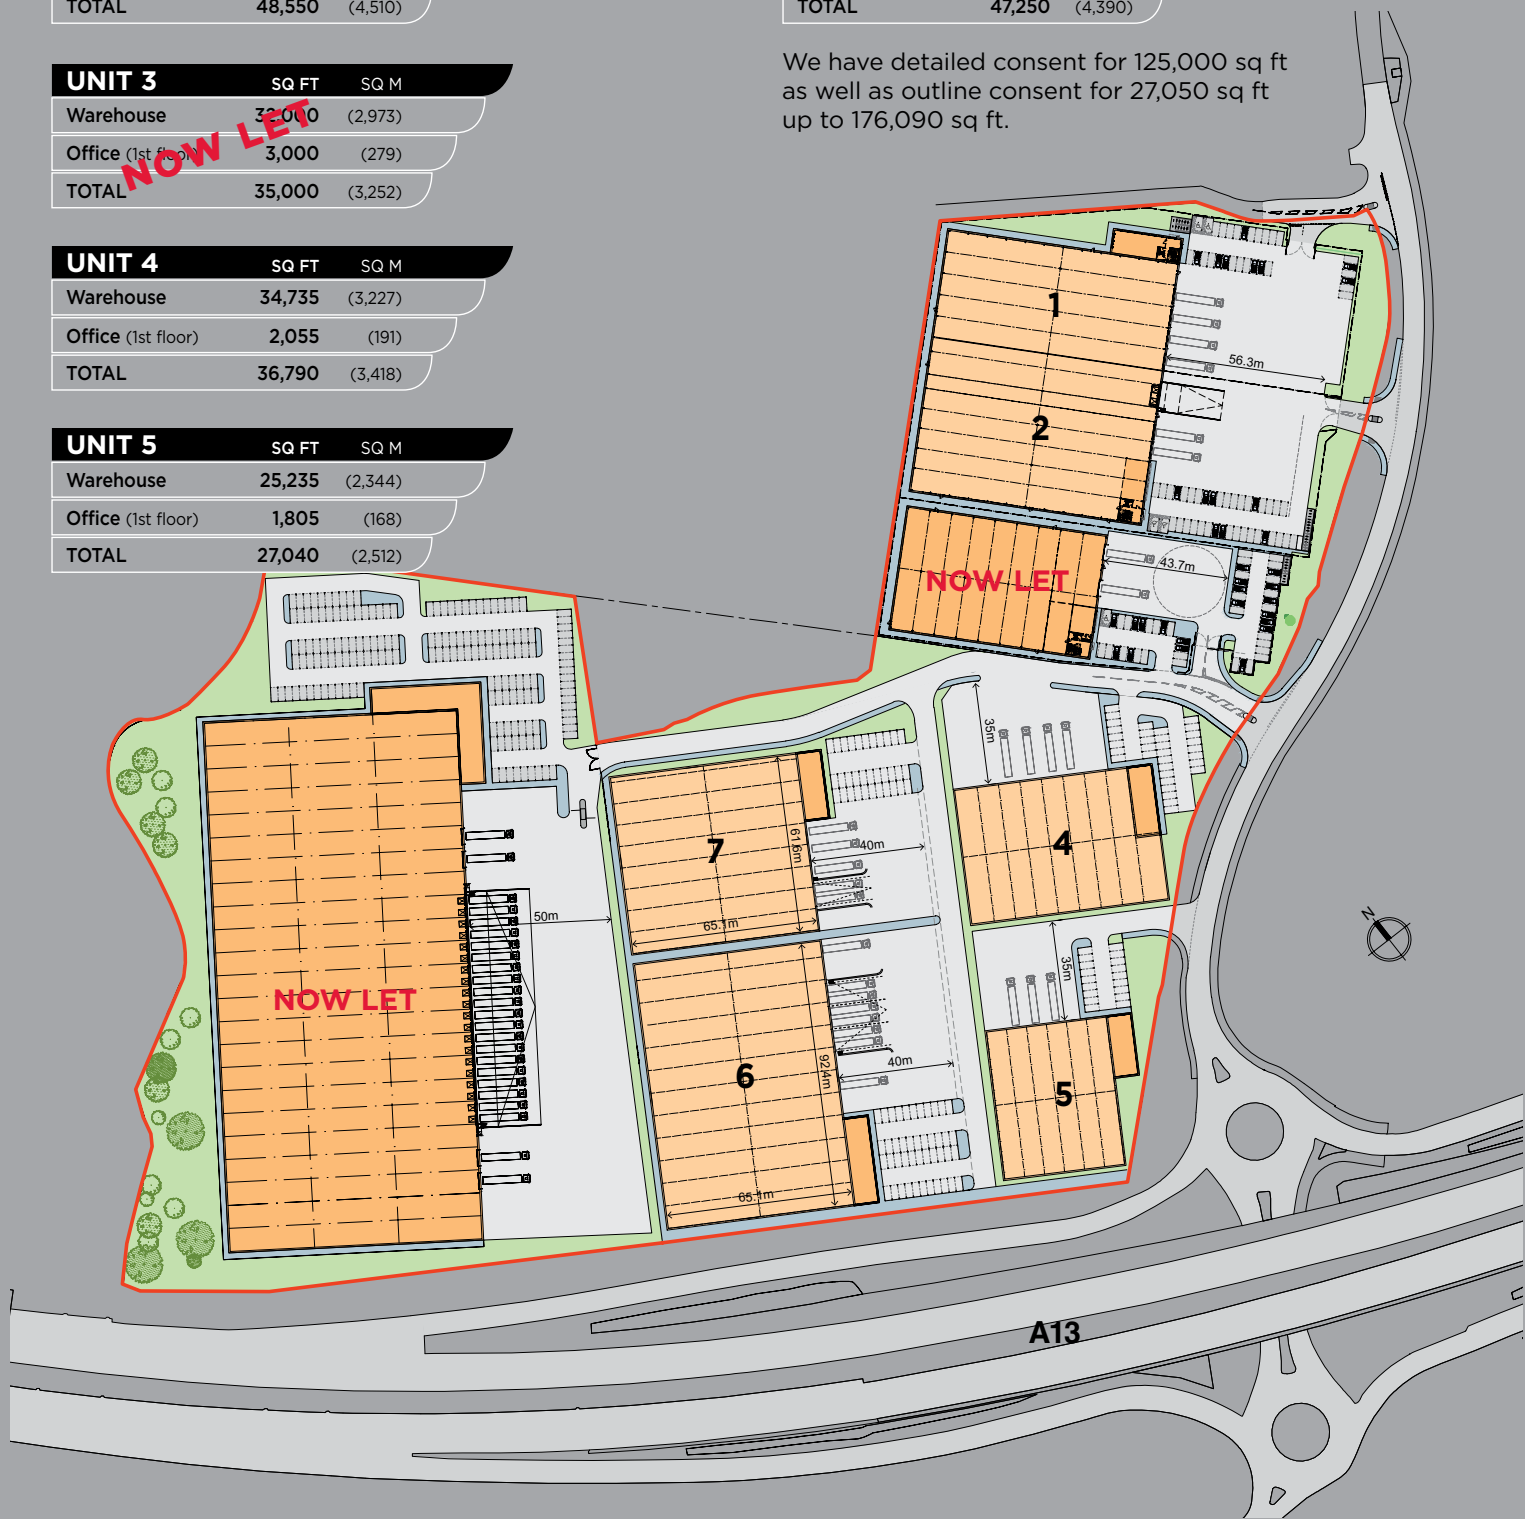 TOTAL 48,550 (4,510)
UNIT 3 SQ FT SQ M
Warehouse 32,000 (2,973)
Office (1st floor) 3,000 (279)
TOTAL 35,000 (3,252)
NOW LET
UNIT 4 SQ FT SQ M
Warehouse 34,735 (3,227)
Office (1st floor) 2,055 (191)
TOTAL 36,790 (3,418)
UNIT 5 SQ FT SQ M
Warehouse 25,235 (2,344)
Office (1st floor) 1,805 (168)
TOTAL 27,040 (2,512)
TOTAL 47,250 (4,390)
We have detailed consent for 125,000 sq ft
as well as outline consent for 27,050 sq ft
up to 176,090 sq ft.
1
56.3m
2
43.7m
NOW LET
35m
7
61.6m
40m
4
65.1m
50m
N
35m
NOW LET
6
92.4m
40m
5
65.1m
A13